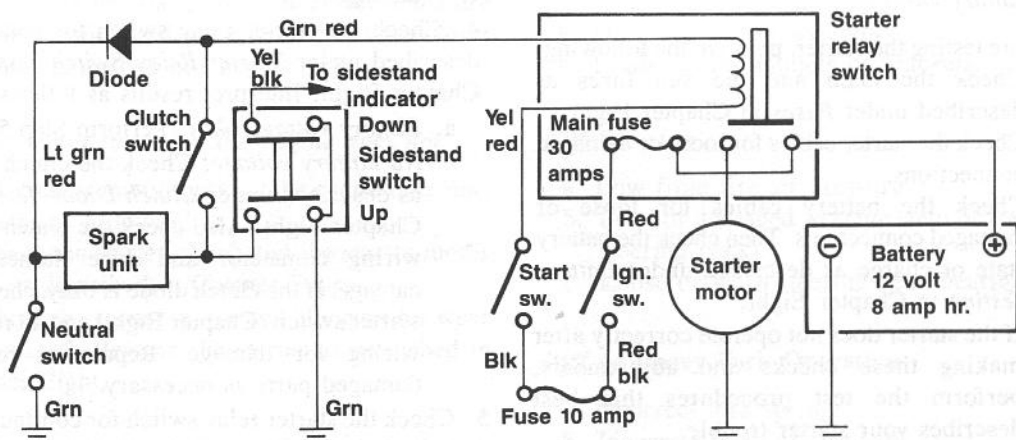 Grn red
Starter
relay
switch
Diode
Yel
blk
To sidestand
Indicator
Clutch
switch
Down
Sidestand
switch
Up
Lt. grn
red
Spark
unit
Neutral
switch
Grn
Grn
Yel
red
Main fuse
30
amps
Red
Start
sw.
Ign.
sw.
Starter
motor
Battery
12 volt
8 amp hr.
Blk
Red
blk
Fuse 10 amp